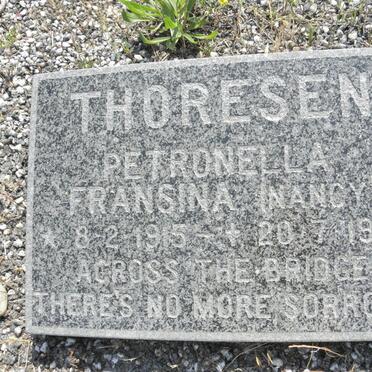 THORESEN
PETRONELLA
FRANSINA (NANCY
* 8-2-1915 - + 20-7-19
ACROSS THE BRIDGE
THERE'S NO MORE SORRO